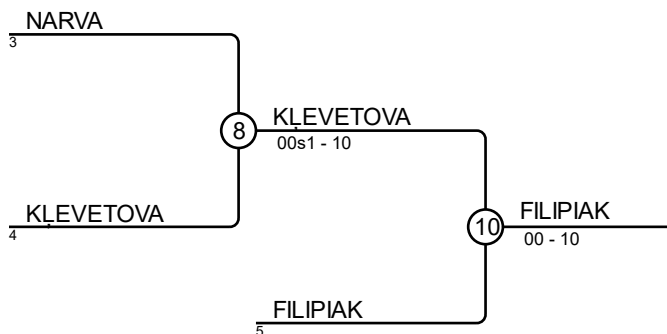 NARVA
3
8
KLEVETOVA
00s1 - 10
KLEVETOVA
4
10
FILIPIAK
00 - 10
FILIPIAK
5